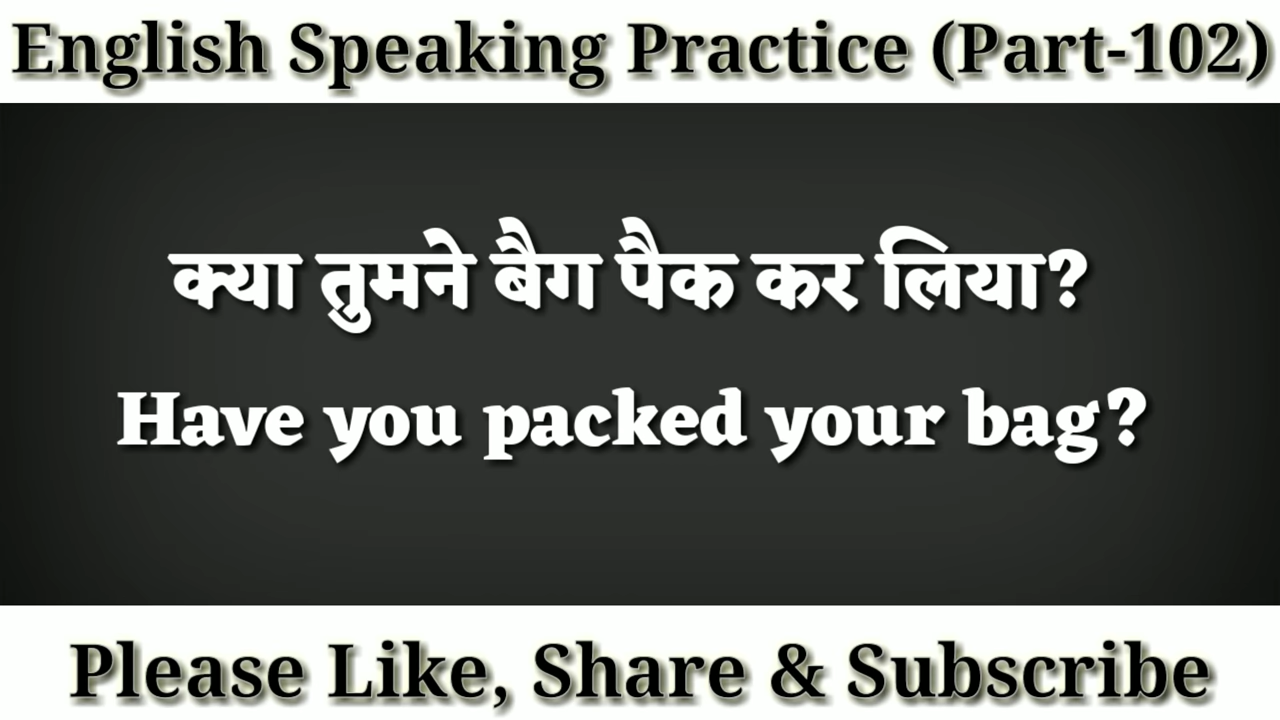 English Speaking Practice (Part-102)
क्या तुमने बैग पैक कर लिया?
Have you packed your bag?
Please Like, Share & Subscribe